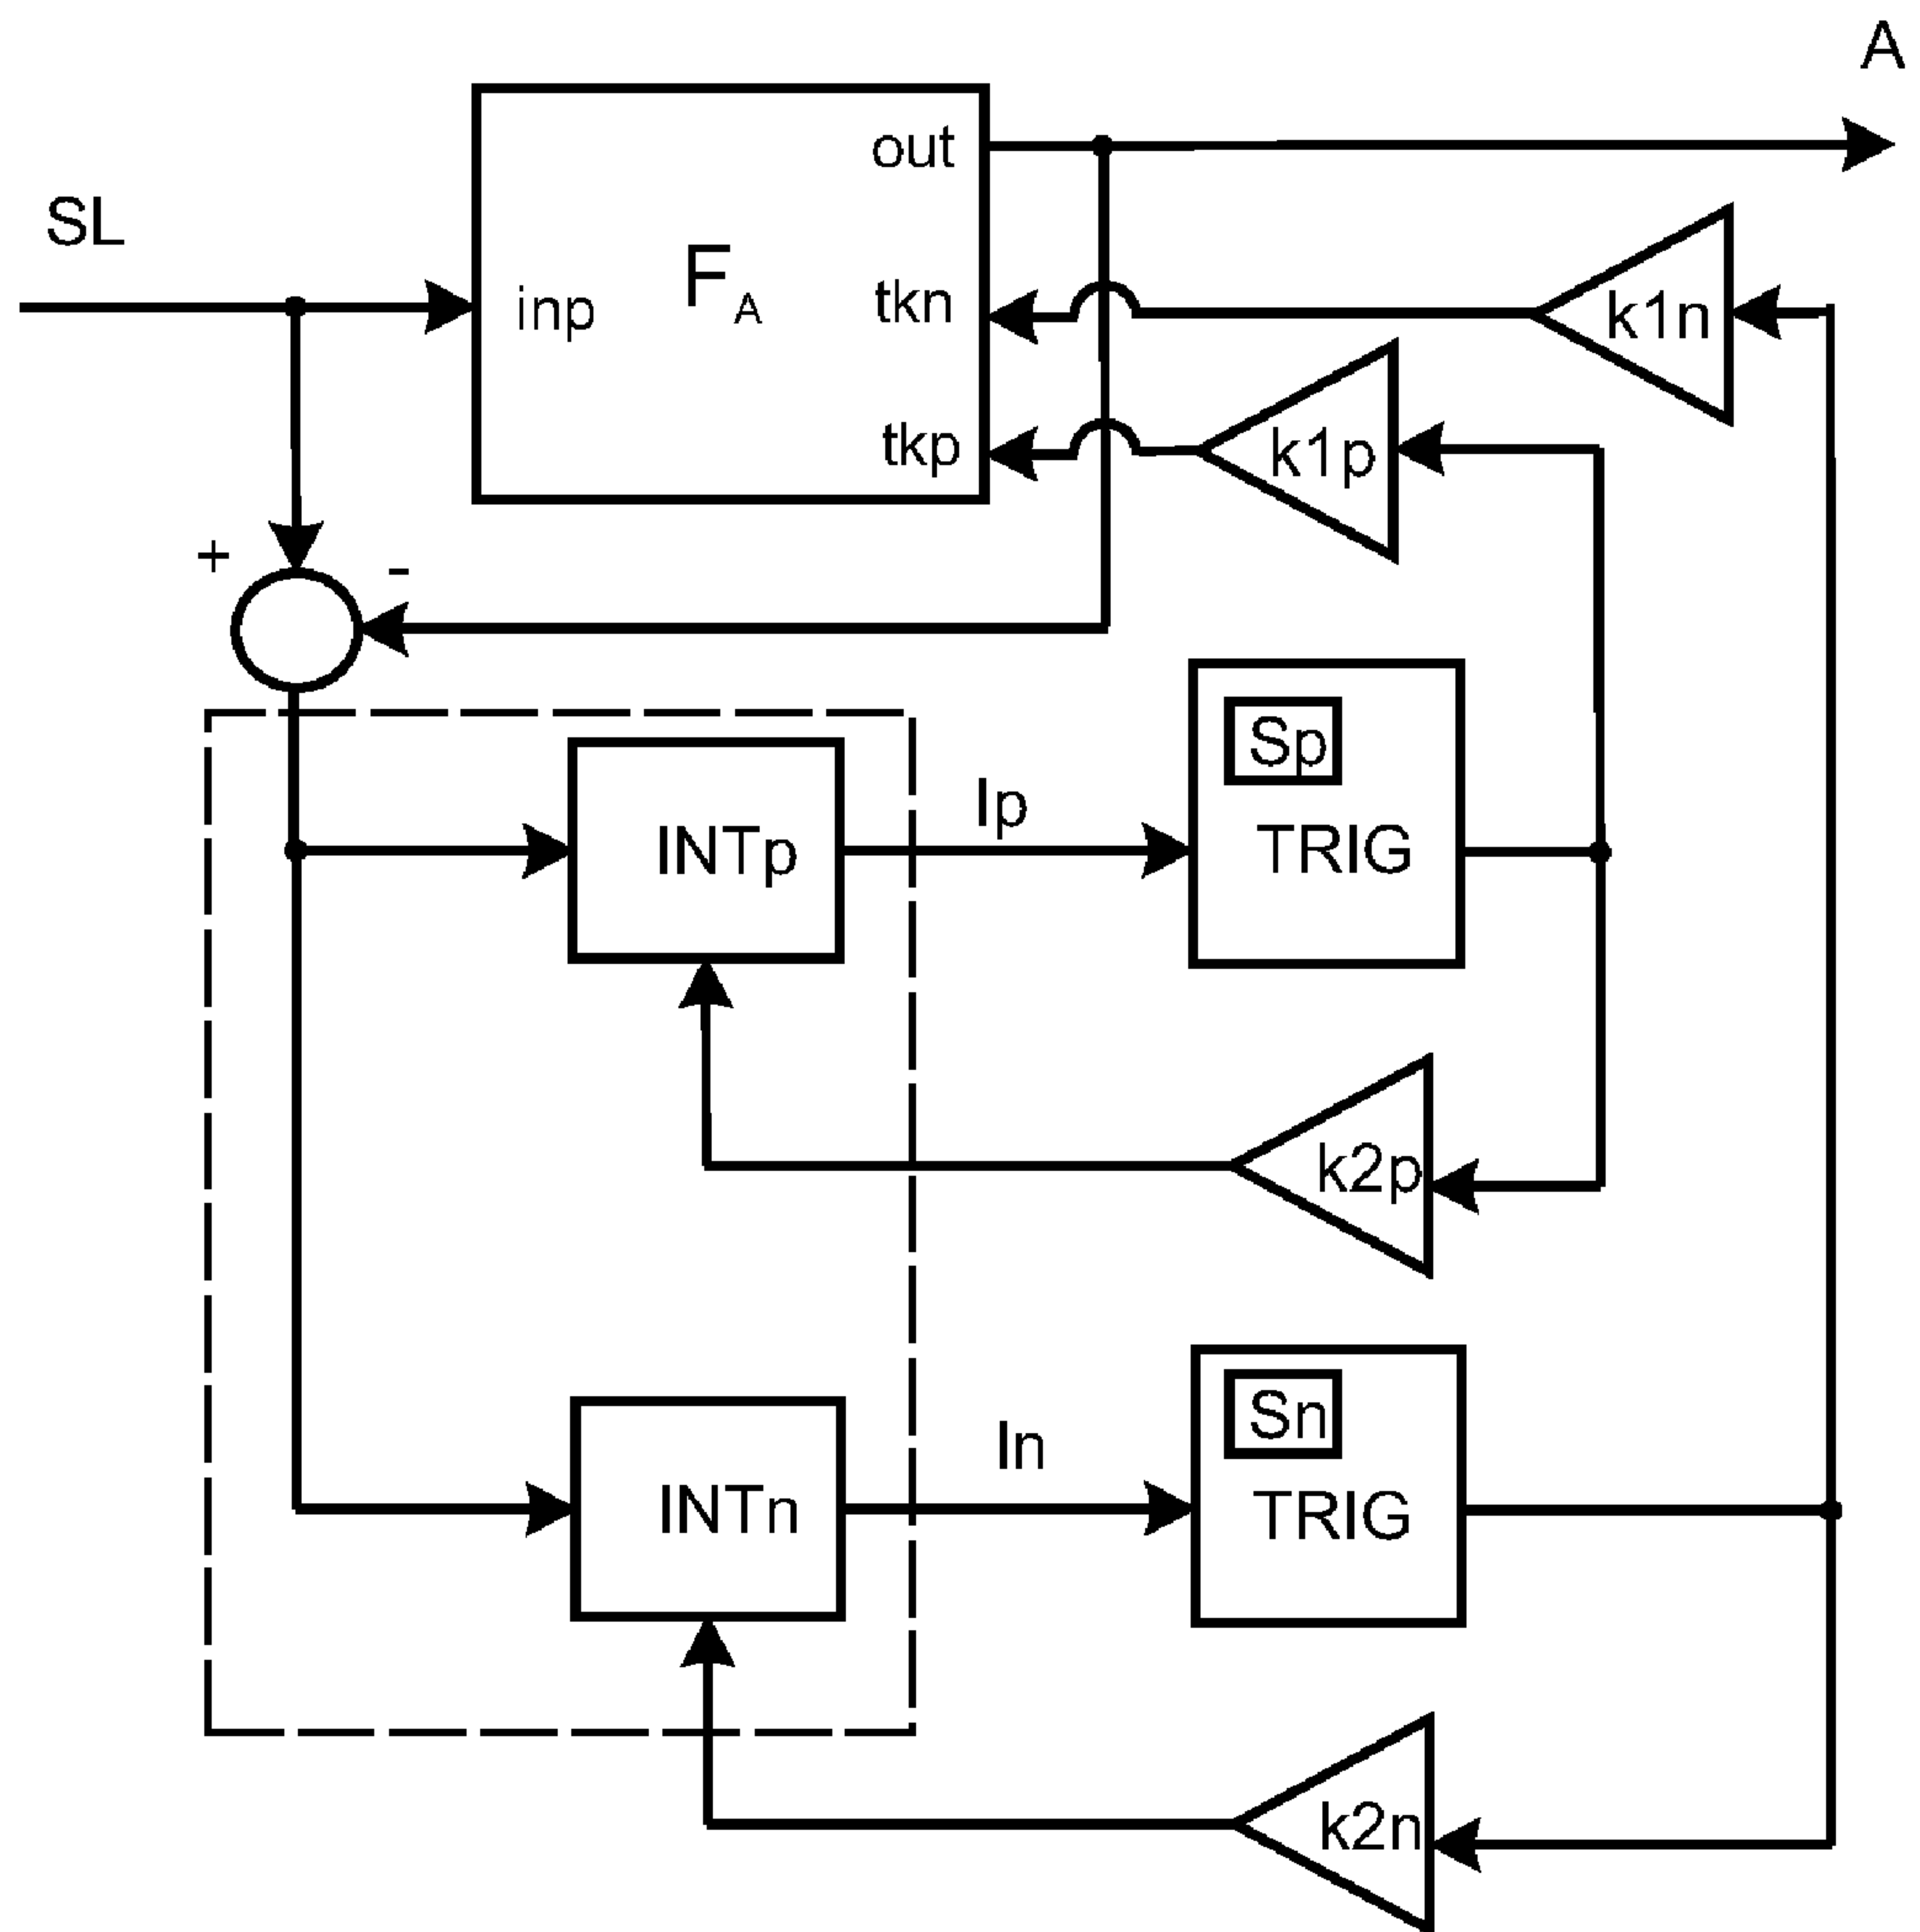 A
out
SL
F A
inp
tkn
k1n
tkp
k1p
+
-
Sp
Ip
INTp
TRIG
k2p
Sn
In
INTn
TRIG
k2n